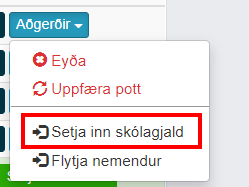 Aðgerðir
Eyða
Uppfæra pott
Setja inn skólagjald
Flytja nemendur